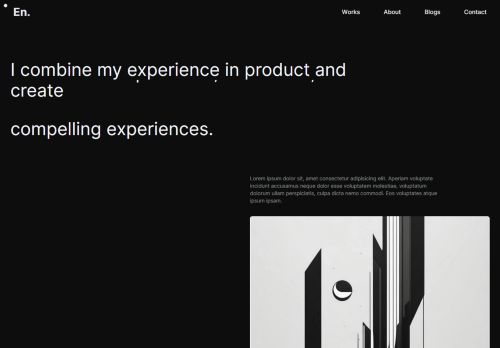 En.
Works
About
Blogs
Contact
I combine my experience in product and
create
compelling experiences.
Lorem ipsum dolor sit, amet consectetur adipisicing elit. Aperiam voluptate
incidunt accusamus neque dolor esse voluptatem molestias, voluptatum
dolorum ullam perspiciatis, culpa dicta nemo commodi. Eos voluptates atque
ipsum ipsam.